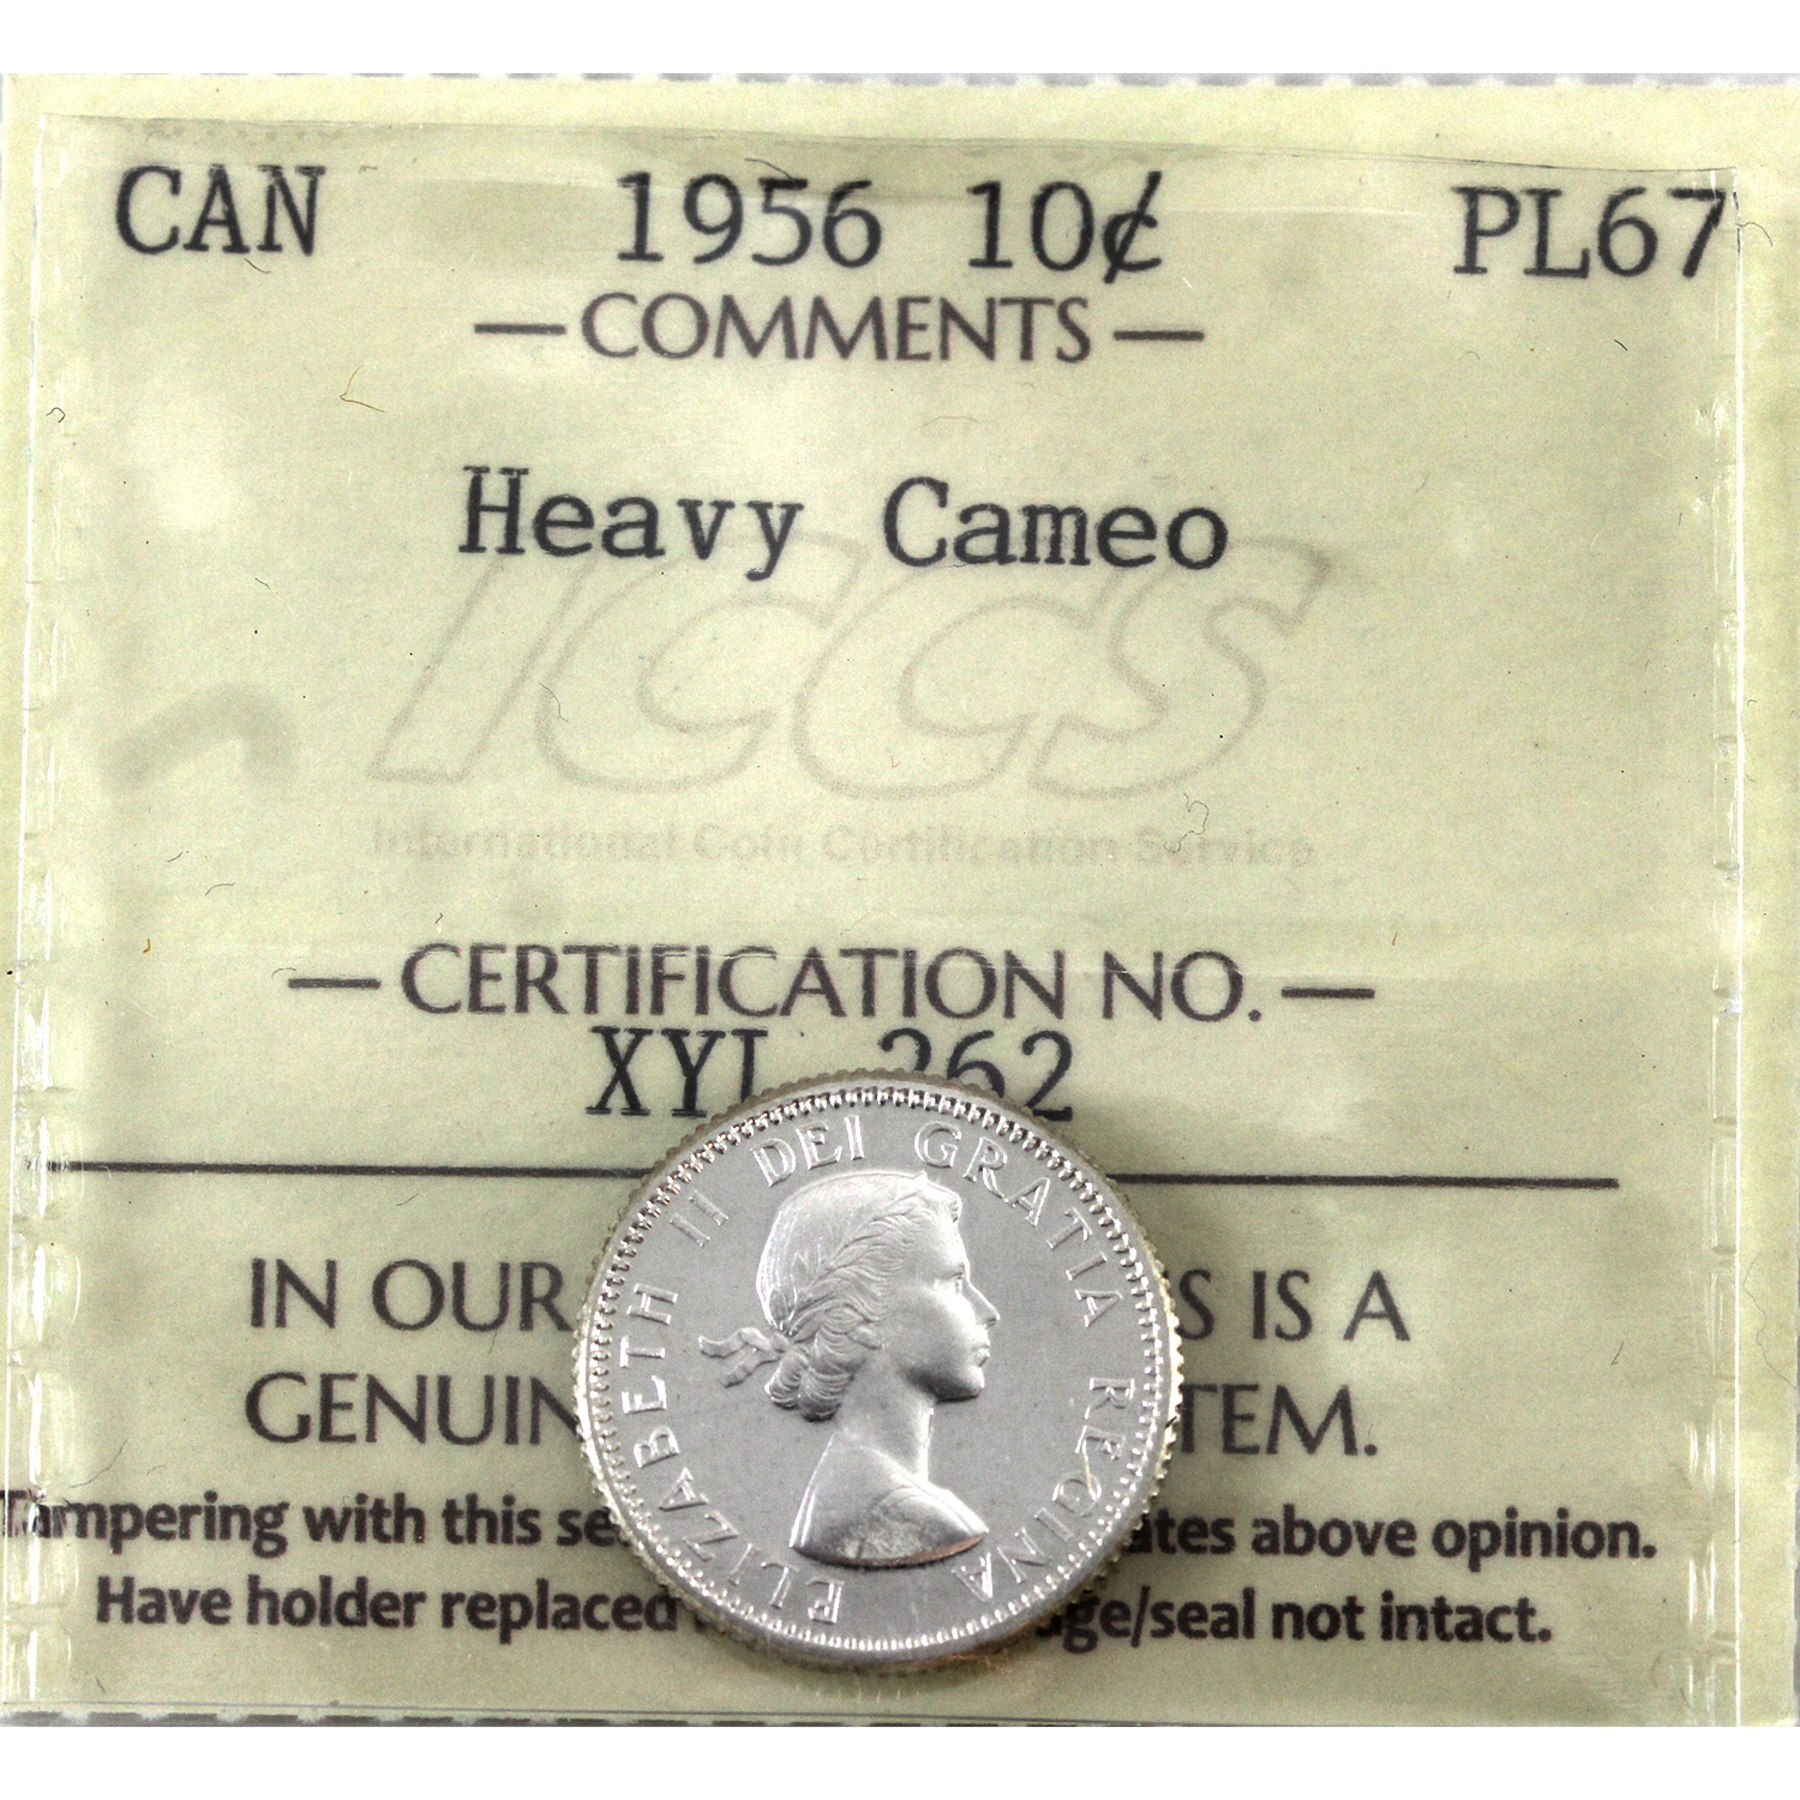 CAN 1956 10¢ PL67
— COMMENTS —
Heavy Cameo
ICCS
International Coin Certification Service
— CERTIFICATION NO. —
262
IN OUR S IS A
GENUIN TEM.
Tampering with this se ates above opinion.
Have holder replaced ge/seal not intact.
ELIZABETH II DEI GRATIA REGINA